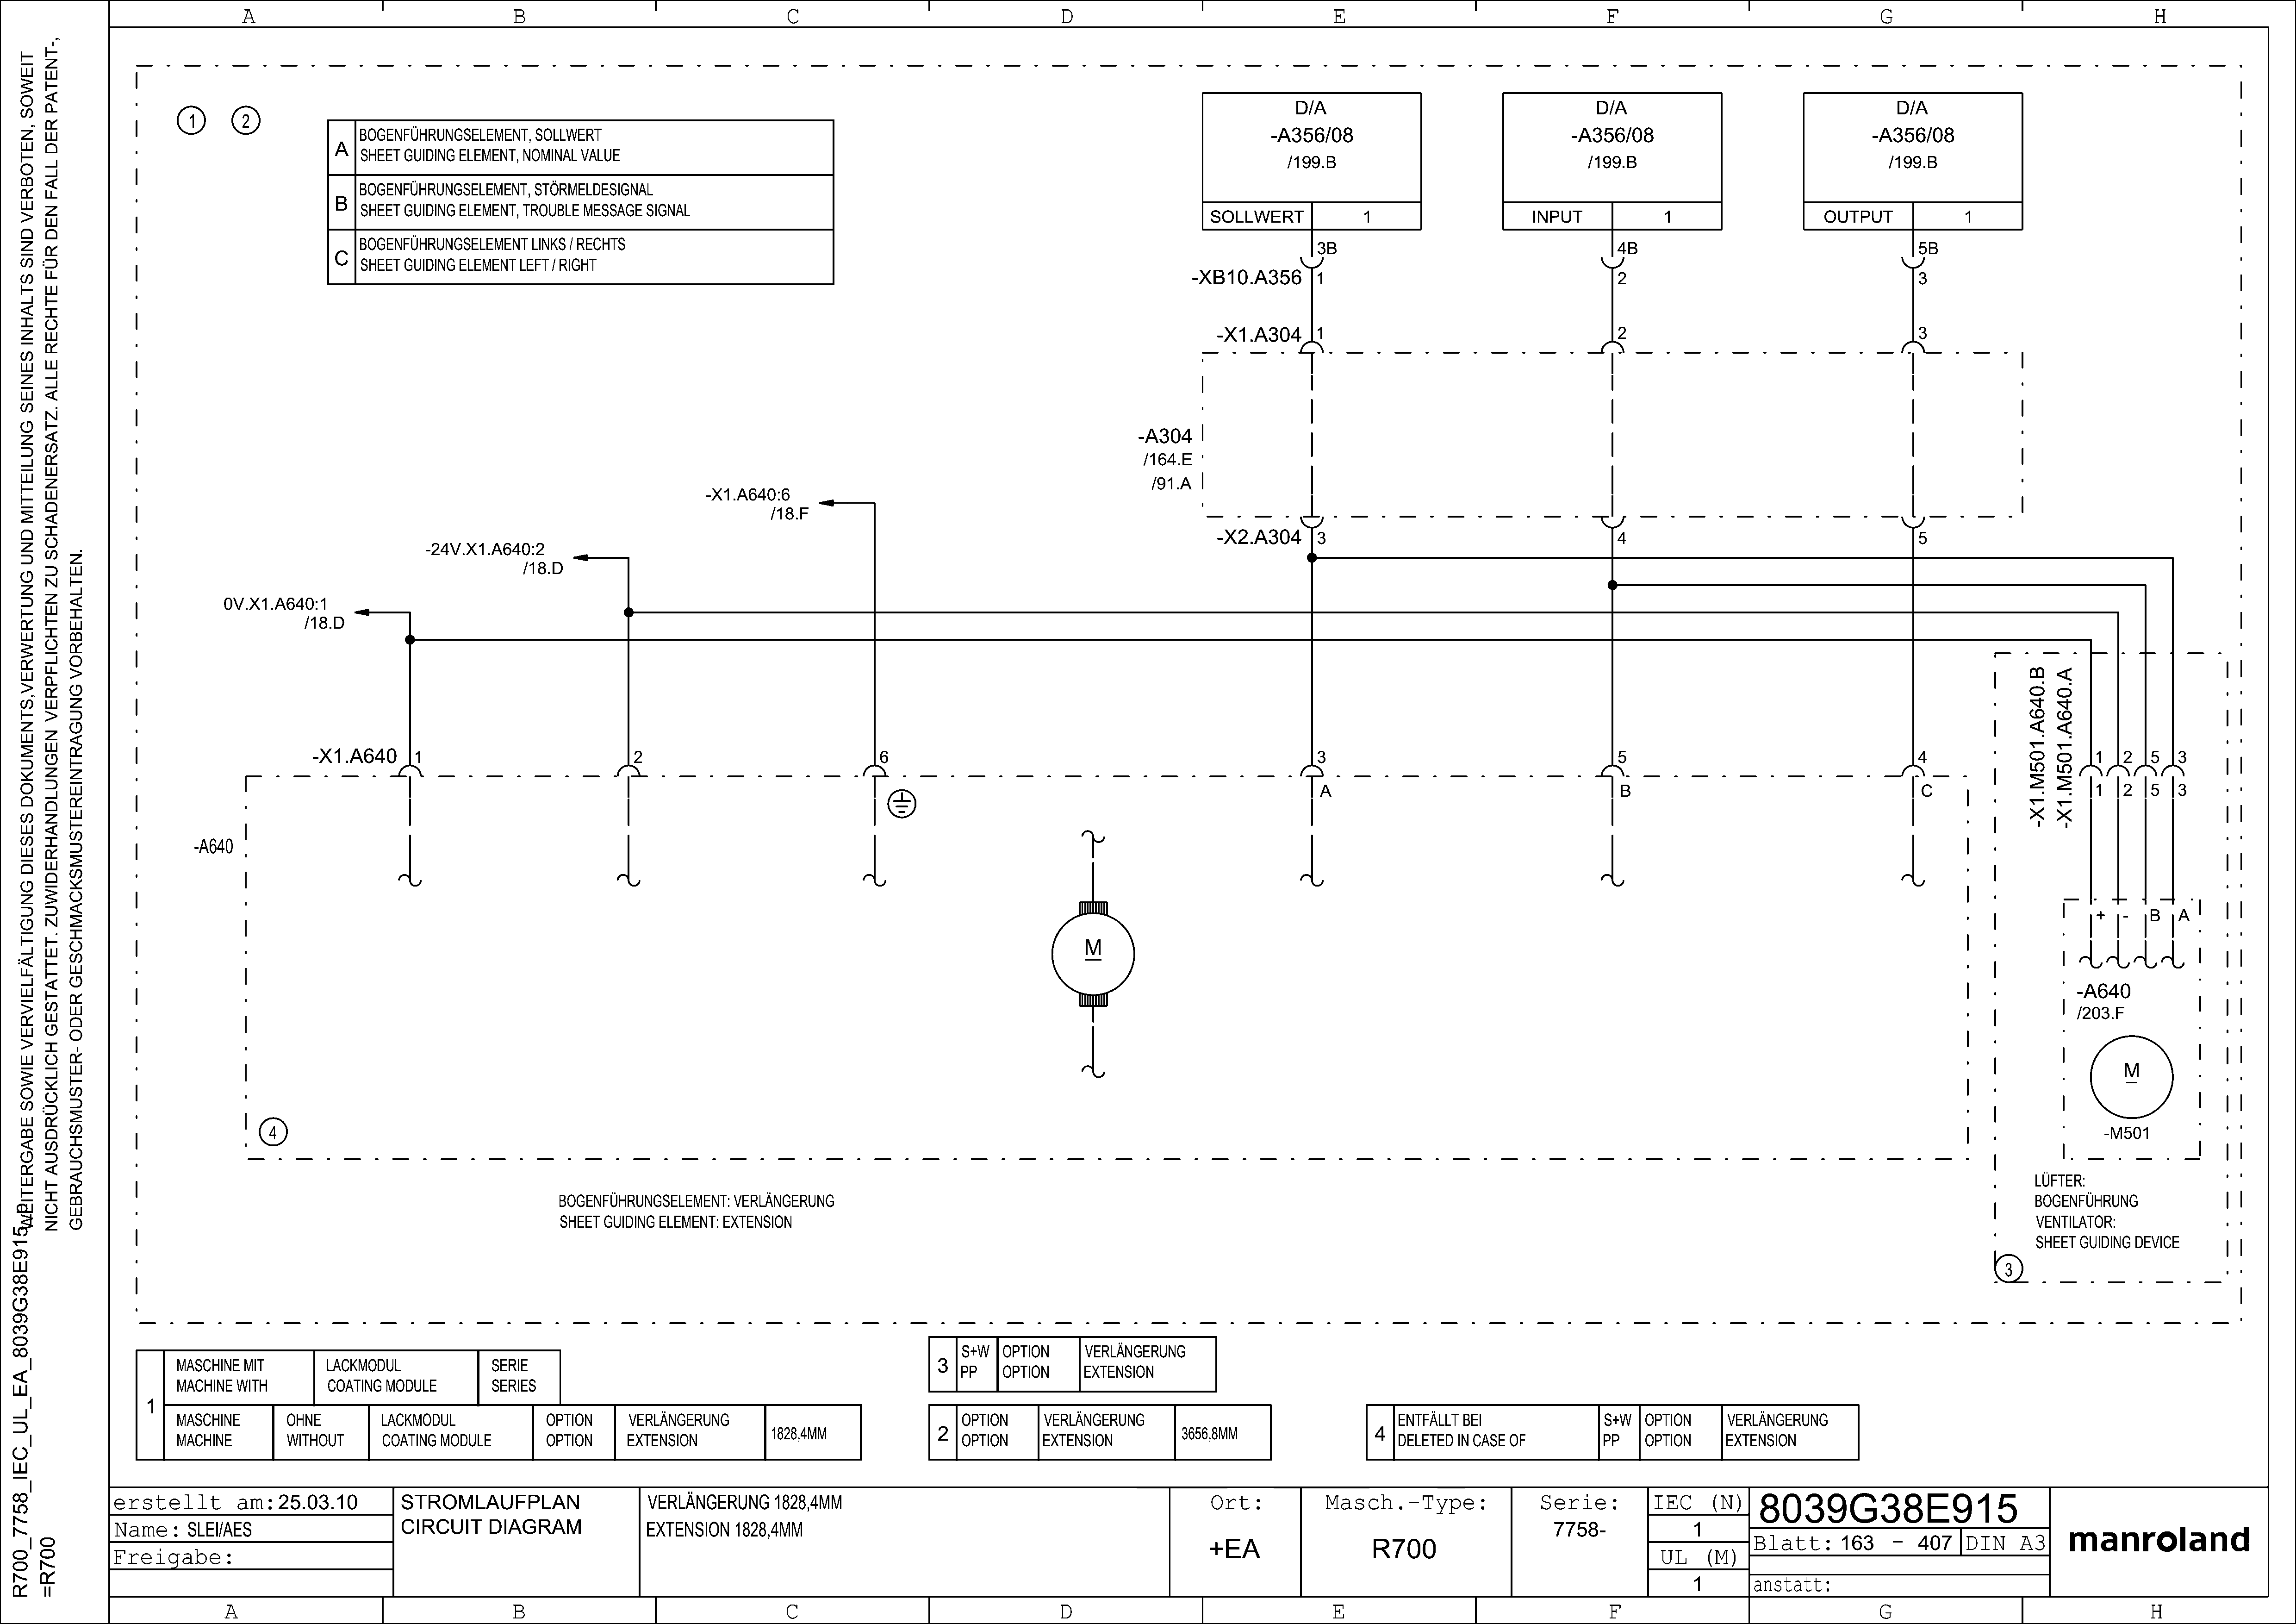 A B C D E F G H
1 2
A BOGENFÜHRUNGSELEMENT, SOLLWERT
SHEET GUIDING ELEMENT, NOMINAL VALUE
B BOGENFÜHRUNGSELEMENT, STÖRMELDESIGNAL
SHEET GUIDING ELEMENT, TROUBLE MESSAGE SIGNAL
C BOGENFÜHRUNGSELEMENT LINKS / RECHTS
SHEET GUIDING ELEMENT LEFT / RIGHT
D/A D/A D/A
-A356/08 -A356/08 -A356/08
/199.B /199.B /199.B
SOLLWERT 1 INPUT 1 OUTPUT 1
3B 4B 5B
-XB10.A356 1 2 3
-X1.A304 1 2 3
-A304
/164.E
/91.A
-X1.A640:6
/18.F
-X2.A304 3 4 5
-24V.X1.A640:2
/18.D
0V.X1.A640:1
/18.D
-X1.M501.A640.B
-X1.M501.A640.A
-X1.A640 1 2 6 3 5 4 1 2 5 3
A B C 1 2 5 3
-A640
+ - B A
M
-A640
/203.F
M
-M501
4
LÜFTER:
BOGENFÜHRUNG
VENTILATOR:
SHEET GUIDING DEVICE
3
BOGENFÜHRUNGSELEMENT: VERLÄNGERUNG
SHEET GUIDING ELEMENT: EXTENSION
1
MASCHINE MIT LACKMODUL SERIE
MACHINE WITH COATING MODULE SERIES
MASCHINE OHNE LACKMODUL OPTION VERLÄNGERUNG 1828,4MM
MACHINE WITHOUT COATING MODULE OPTION EXTENSION
3 S+W OPTION VERLÄNGERUNG
PP OPTION EXTENSION
2 OPTION VERLÄNGERUNG 3656,8MM
OPTION EXTENSION
4 ENTFÄLLT BEI S+W OPTION VERLÄNGERUNG
DELETED IN CASE OF PP OPTION EXTENSION
erstellt am: 25.03.10
Name: SLEI/AES
Freigabe:
STROMLAUFPLAN
CIRCUIT DIAGRAM
VERLÄNGERUNG 1828,4MM
EXTENSION 1828,4MM
Ort:
+EA
Masch.-Type:
R700
Serie:
7758-
IEC (N)
1
UL (M)
1
8039G38E915
Blatt: 163 - 407 DIN A3
anstatt:
manroland
A B C D E F G H
WEITERGABE SOWIE VERVIELFÄLTIGUNG DIESES DOKUMENTS,VERWERTUNG UND MITTEILUNG SEINES INHALTS SIND VERBOTEN, SOWEIT
NICHT AUSDRÜCKLICH GESTATTET. ZUWIDERHANDLUNGEN VERPFLICHTEN ZU SCHADENERSATZ. ALLE RECHTE FÜR DEN FALL DER PATENT-,
GEBRAUCHSMUSTER- ODER GESCHMACKSMUSTEREINTRAGUNG VORBEHALTEN.
=R700